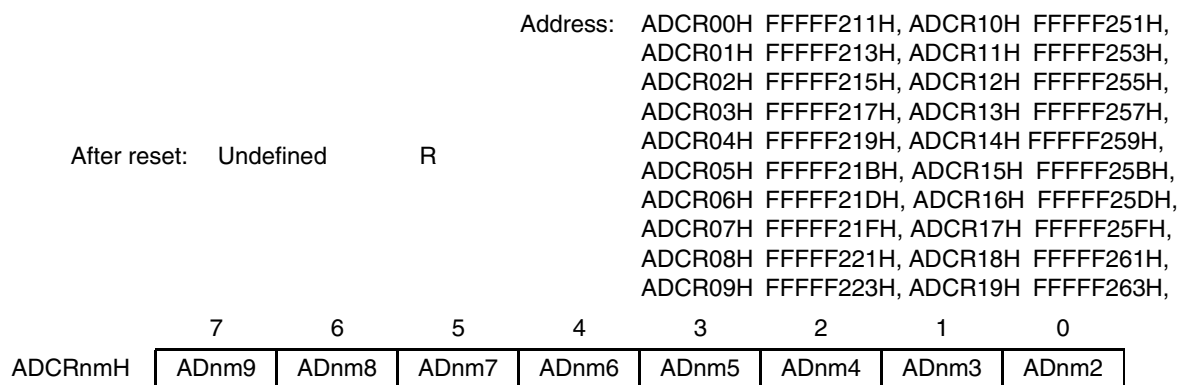 Address: ADCR00H FFFFF211H, ADCR10H FFFFF251H,
ADCR01H FFFFF213H, ADCR11H FFFFF253H,
ADCR02H FFFFF215H, ADCR12H FFFFF255H,
ADCR03H FFFFF217H, ADCR13H FFFFF257H,
After reset: Undefined R ADCR04H FFFFF219H, ADCR14H FFFFF259H,
ADCR05H FFFFF21BH, ADCR15H FFFFF25BH,
ADCR06H FFFFF21DH, ADCR16H FFFFF25DH,
ADCR07H FFFFF21FH, ADCR17H FFFFF25FH,
ADCR08H FFFFF221H, ADCR18H FFFFF261H,
ADCR09H FFFFF223H, ADCR19H FFFFF263H,
7 6 5 4 3 2 1 0
ADCRnmH ADnm9 ADnm8 ADnm7 ADnm6 ADnm5 ADnm4 ADnm3 ADnm2